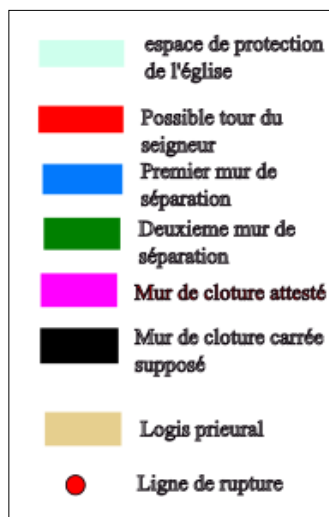 espace de protection
de l'église
Possible tour du
seigneur
Premier mur de
séparation
Deuxieme mur de
séparation
Mur de cloture attesté
Mur de cloture carrée
supposé
Logis prieural
Ligne de rupture